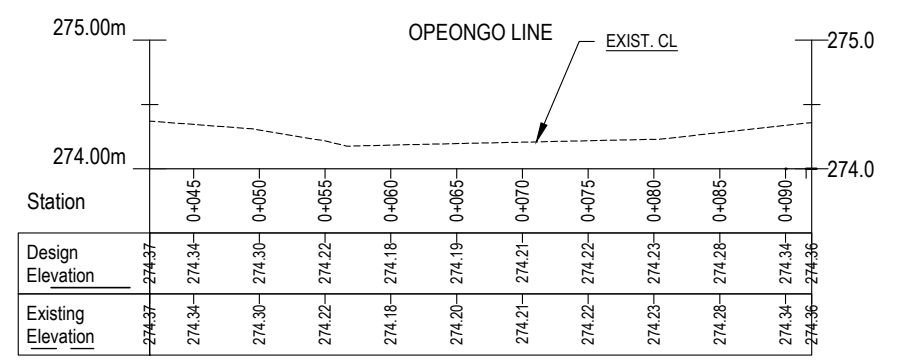 275.00m
OPEONGO LINE
EXIST. CL
275.0
274.00m
274.0
Station 0+045 0+050 0+055 0+060 0+065 0+070 0+075 0+080 0+085 0+090
Design
Elevation 274.37 274.34 274.30 274.22 274.18 274.19 274.21 274.22 274.23 274.28 274.34 274.36
Existing
Elevation 274.37 274.34 274.30 274.22 274.18 274.20 274.21 274.22 274.23 274.28 274.34 274.36